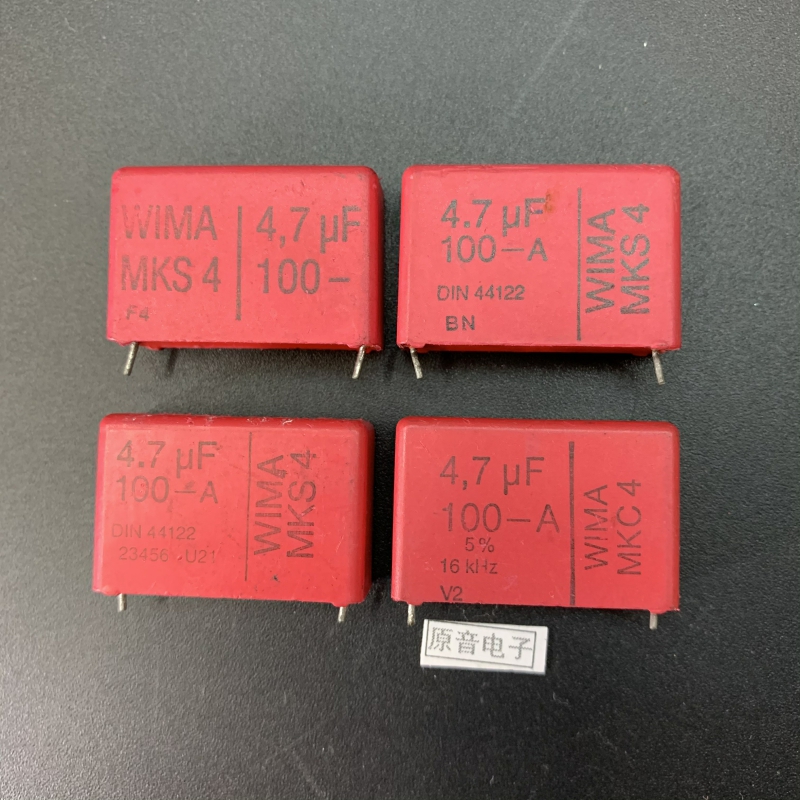 WIMA
MKS 4
F4
4,7 µF
100-
4.7 µF
100-A
DIN 44122
BN
WIMA
MKS 4
4.7 µF
100-A
DIN 44122
23456 -U21
WIMA
MKS 4
4,7 µF
100-A
5%
16 kHz
V2
WIMA
MKC 4
原音电子